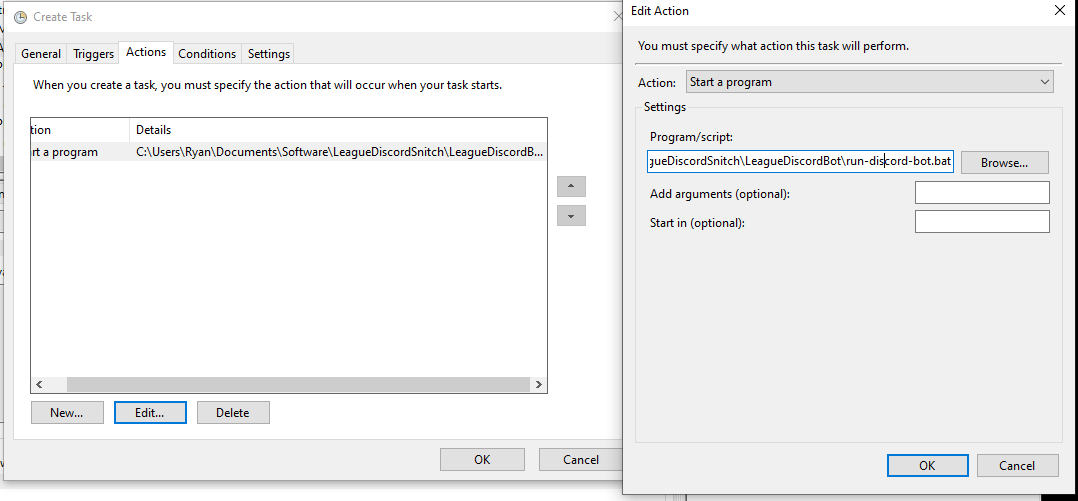 Create Task
General Triggers Actions Conditions Settings
When you create a task, you must specify the action that will occur when your task starts.
tion Details
rt a program C:\Users\Ryan\Documents\Software\LeagueDiscordSnitch\LeagueDiscordB...
New... Edit... Delete
OK Cancel
Edit Action
You must specify what action this task will perform.
Action: Start a program
Settings
Program/script:
gueDiscordSnitch\LeagueDiscordBot\run-discord-bot.bat Browse...
Add arguments (optional):
Start in (optional):
OK Cancel